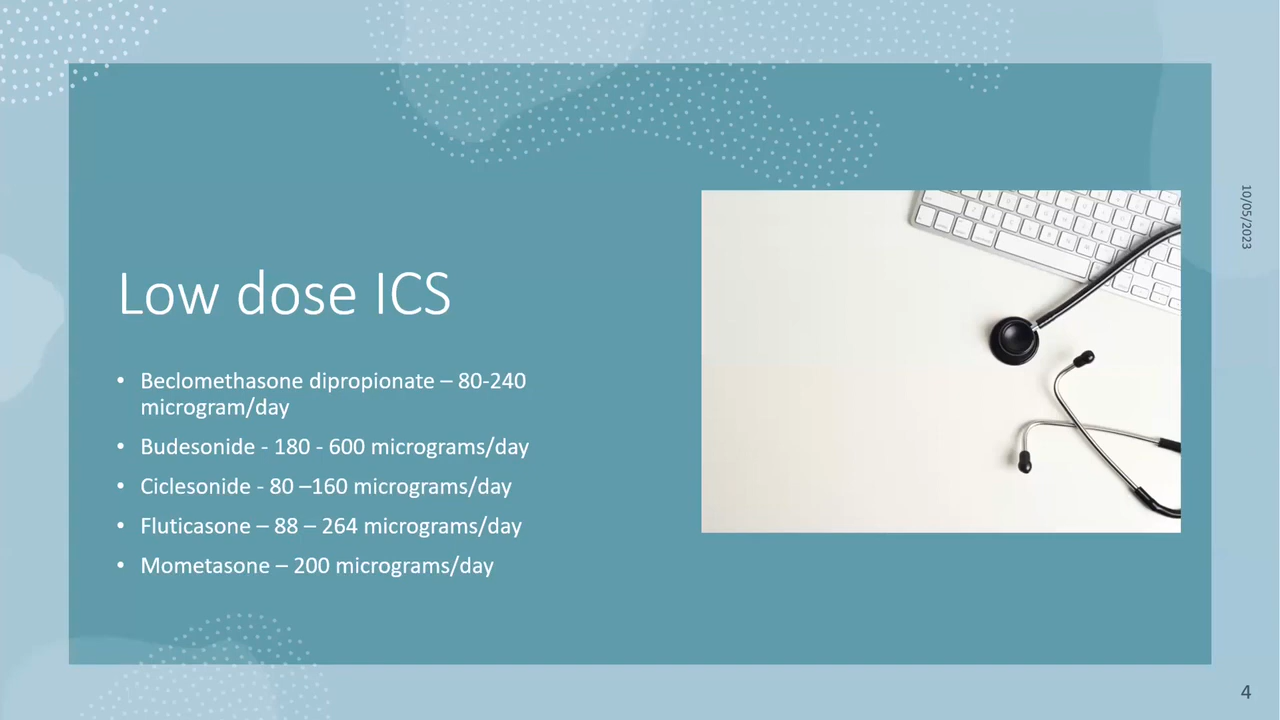 Low dose ICS
• Beclomethasone dipropionate – 80-240
microgram/day
• Budesonide - 180 - 600 micrograms/day
• Ciclesonide - 80 –160 micrograms/day
• Fluticasone – 88 – 264 micrograms/day
• Mometasone – 200 micrograms/day
10/05/2023
4